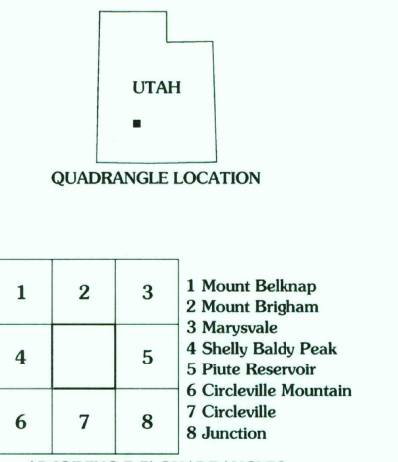 UTAH
QUADRANGLE LOCATION
1 2 3
4 5
6 7 8
1 Mount Belknap
2 Mount Brigham
3 Marysvale
4 Shelly Baldy Peak
5 Piute Reservoir
6 Circleville Mountain
7 Circleville
8 Junction